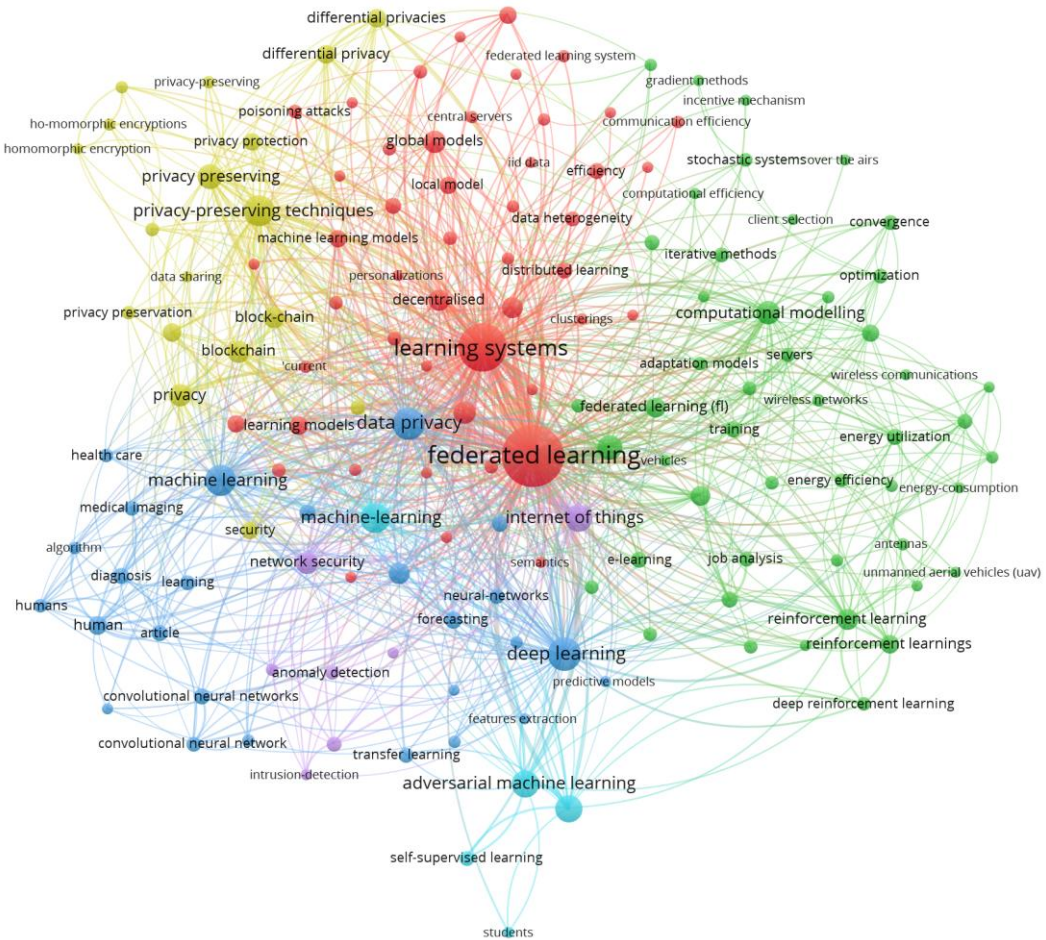 differential privacies
differential privacy
federated learning system
gradient methods
privacy-preserving
incentive mechanism
poisoning attacks
central servers
communication efficiency
ho-momorphic encryptions
privacy protection
global models
homomorphic encryption
iid data
efficiency
stochastic systems
over the airs
privacy preserving
local model
computational efficiency
privacy-preserving techniques
data heterogeneity
client selection
convergence
machine learning models
iterative methods
data sharing
personalizations
distributed learning
optimization
privacy preservation
block-chain
decentralised
clusterings
computational modelling
blockchain
learning systems
'current
adaptation models
servers
wireless communications
privacy
federated learning (fl)
wireless networks
learning models
data privacy
training
energy utilization
health care
federated learning
vehicles
machine learning
energy efficiency
energy-consumption
medical imaging
machine-learning
internet of things
security
algorithm
network security
semantics
e-learning
job analysis
antennas
diagnosis
learning
unmanned aerial vehicles (uav)
humans
neural-networks
human
article
forecasting
reinforcement learning
reinforcement learnings
deep learning
anomaly detection
predictive models
convolutional neural networks
deep reinforcement learning
features extraction
convolutional neural network
transfer learning
intrusion-detection
adversarial machine learning
self-supervised learning
students